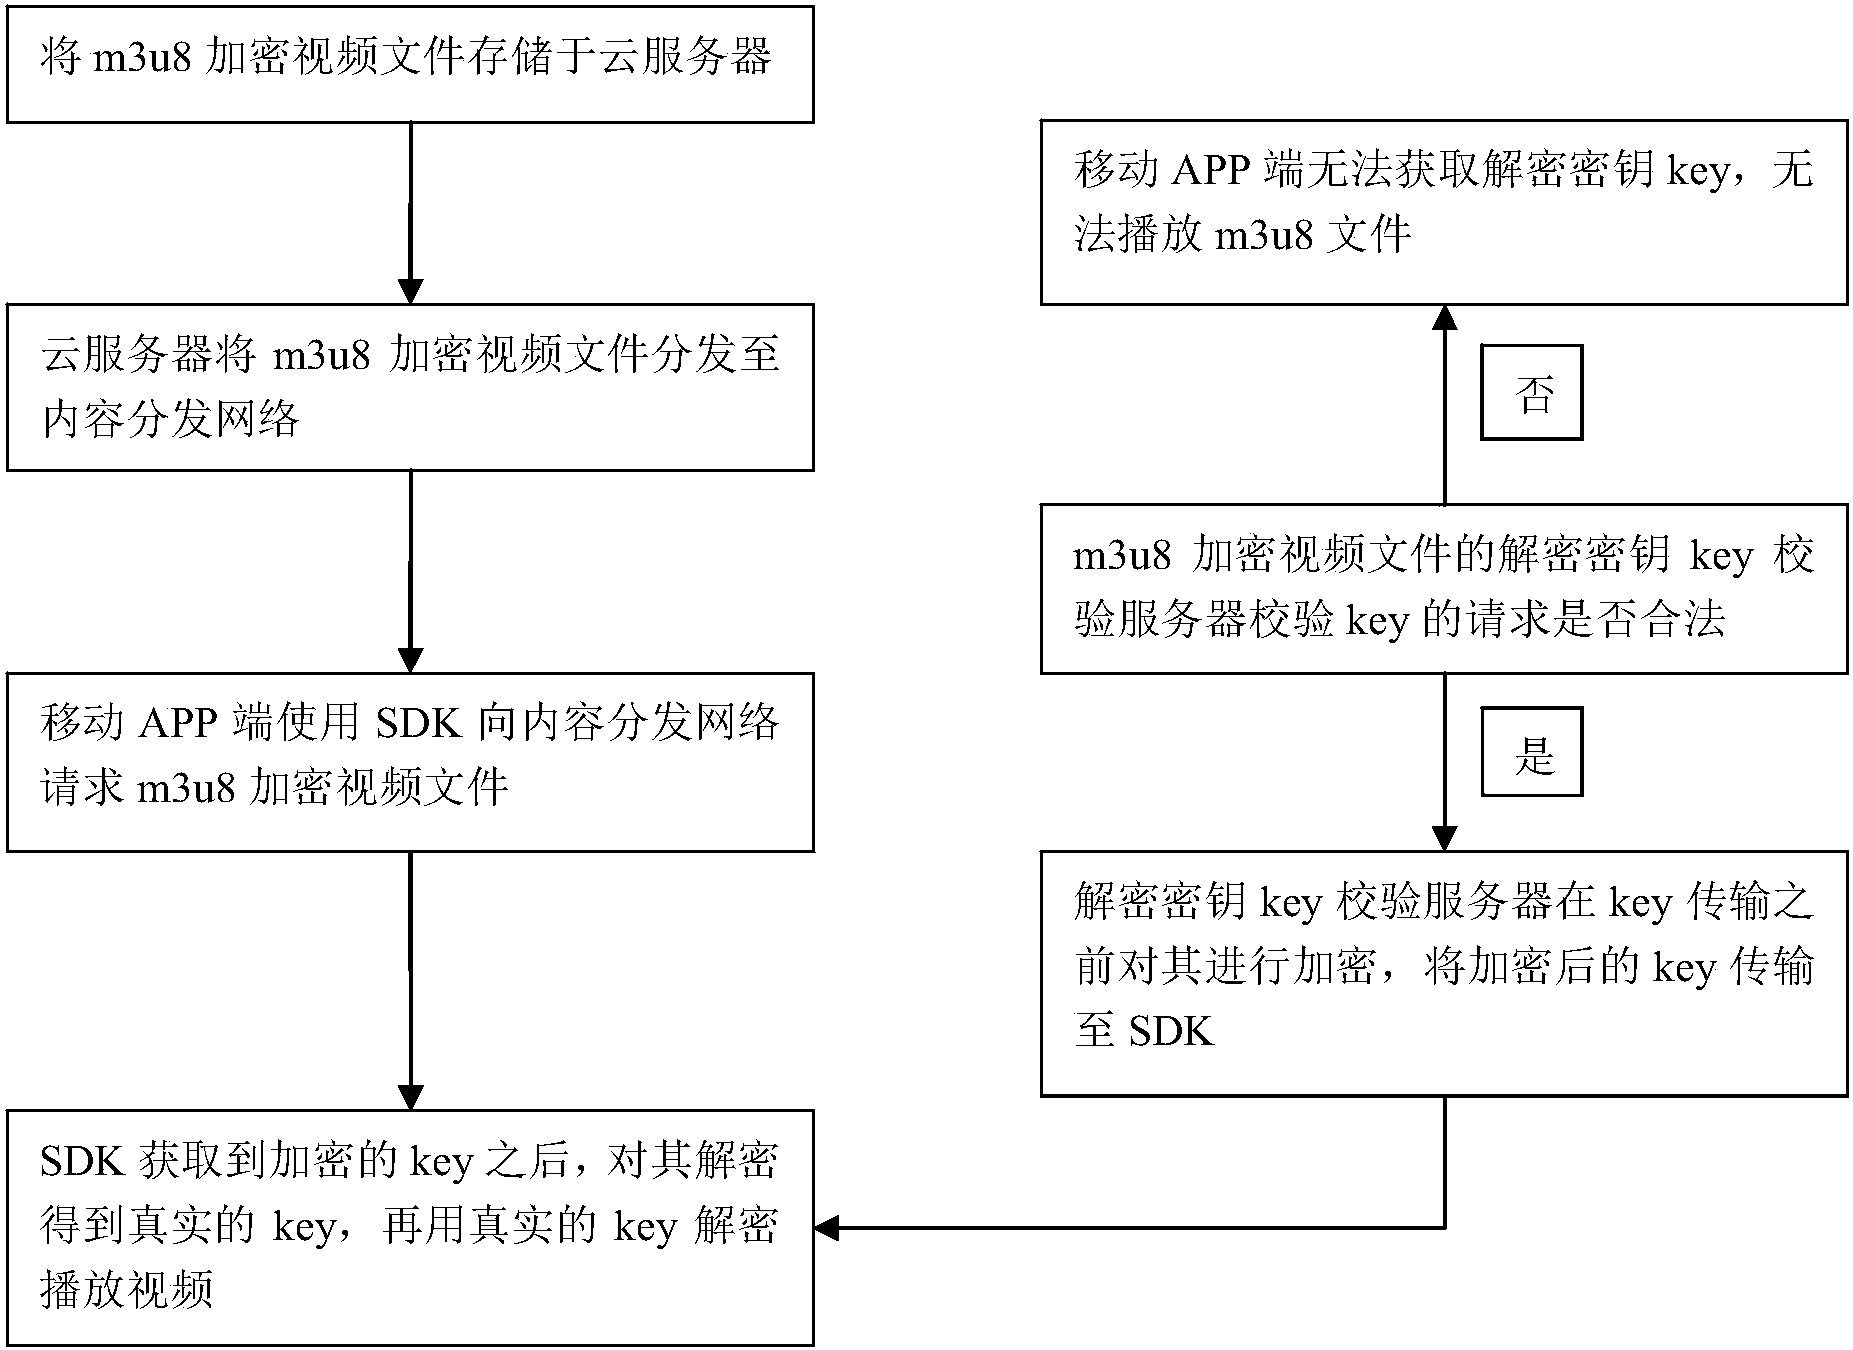 将 m3u8 加密视频文件存储于云服务器
云服务器将 m3u8 加密视频文件分发至
内容分发网络
移动 APP 端使用 SDK 向内容分发网络
请求 m3u8 加密视频文件
SDK 获取到加密的 key 之后，对其解密
得到真实的 key，再用真实的 key 解密
播放视频
移动 APP 端无法获取解密密钥 key，无
法播放 m3u8 文件
否
m3u8 加密视频文件的解密密钥 key 校
验服务器校验 key 的请求是否合法
是
解密密钥 key 校验服务器在 key 传输之
前对其进行加密，将加密后的 key 传输
至 SDK